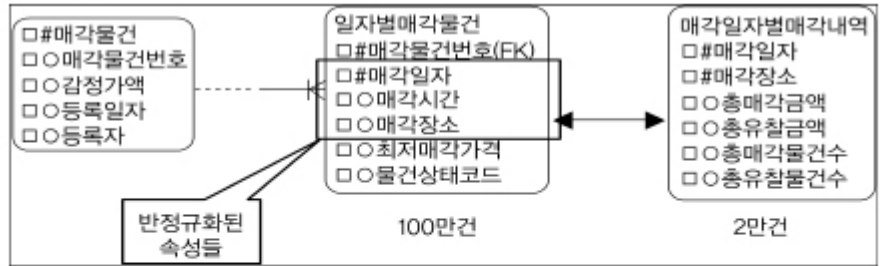 □#매각물건
□○매각물건번호
□○감정가액
□○등록일자
□○등록자
일자별매각물건
□#매각물건번호(FK)
□#매각일자
□○매각시간
□○매각장소
□○최저매각가격
□○물건상태코드
매각일자별매각내역
□#매각일자
□#매각장소
□○총매각금액
□○총유찰금액
□○총매각물건수
□○총유찰물건수
반정규화된
속성들
100만건
2만건